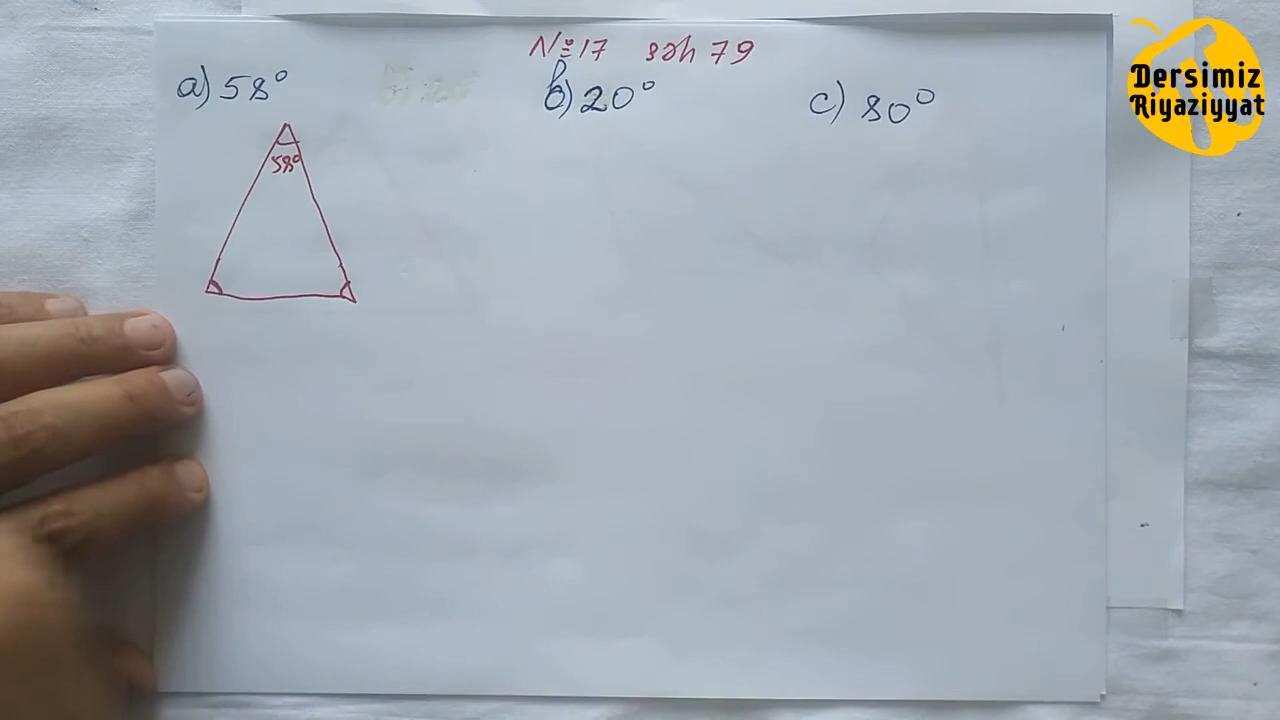 №17 səh 79
a) 58°
b) 20°
c) 80°
58°
Dersimiz
Riyaziyyat